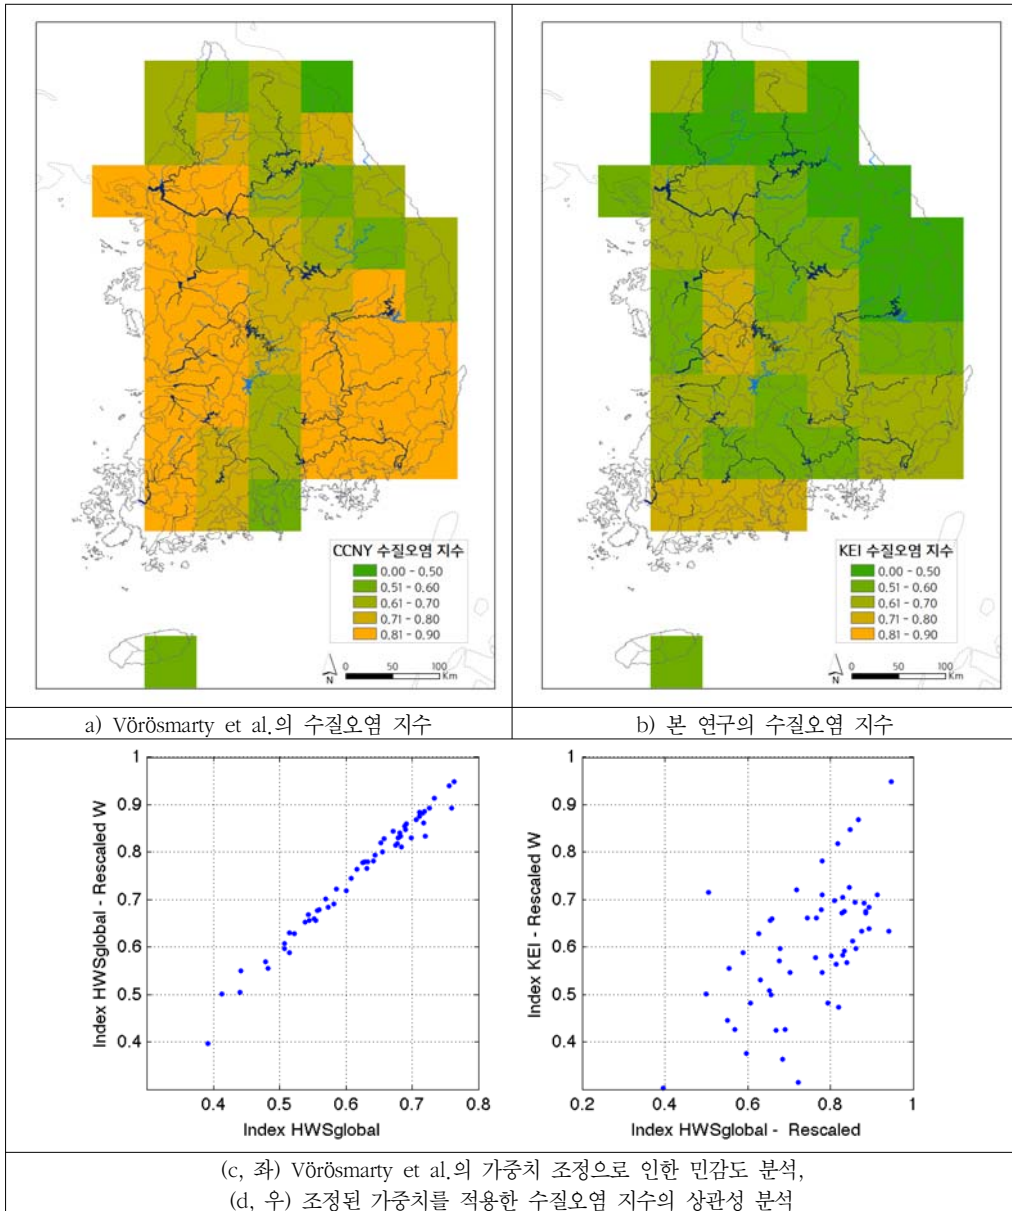 CCNY 수질오염 지수
0.00 - 0.50
0.51 - 0.60
0.61 - 0.70
0.71 - 0.80
0.81 - 0.90
N
0 50 100
Km
KEI 수질오염 지수
0.00 - 0.50
0.51 - 0.60
0.61 - 0.70
0.71 - 0.80
0.81 - 0.90
N
0 50 100
Km
a) Vörösmarty et al.의 수질오염 지수
b) 본 연구의 수질오염 지수
Index HWSglobal - Rescaled W
1
0.9
0.8
0.7
0.6
0.5
0.4
0.4 0.5 0.6 0.7 0.8
Index HWSglobal
Index KEI - Rescaled W
1
0.9
0.8
0.7
0.6
0.5
0.4
0.2 0.4 0.6 0.8 1
Index HWSglobal - Rescaled
(c, 좌) Vörösmarty et al.의 가중치 조정으로 인한 민감도 분석,
(d, 우) 조정된 가중치를 적용한 수질오염 지수의 상관성 분석